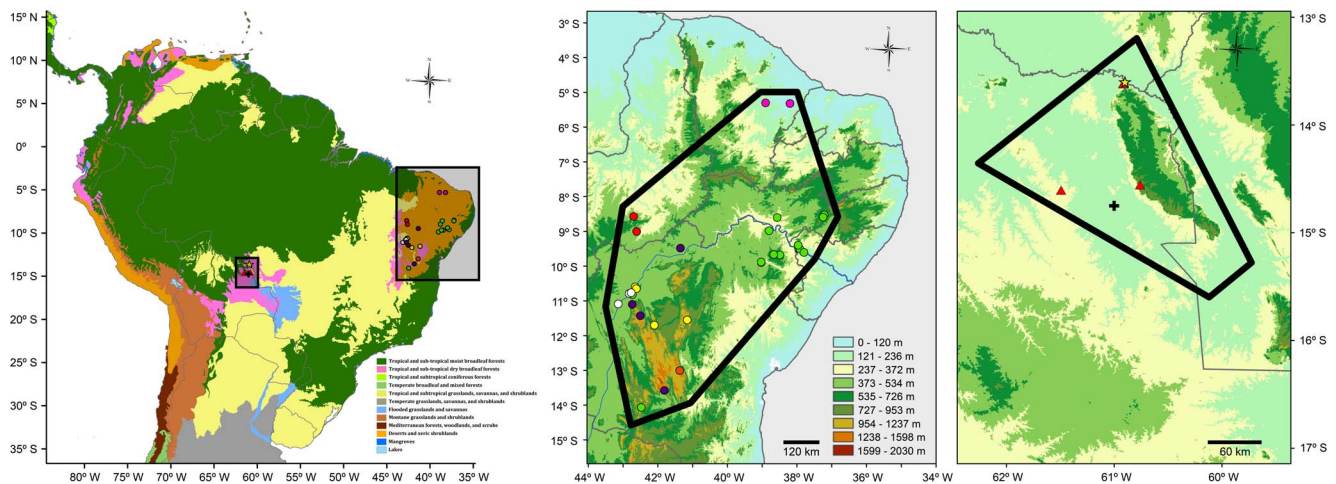 15°N
10°N
5°N
0°
5°S
10°S
15°S
20°S
25°S
30°S
35°S
80°W 75°W 70°W 65°W 60°W 55°W 50°W 45°W 40°W 35°W
N
W E
S
Tropical and sub-tropical moist broadleaf forests
Tropical and sub-tropical dry broadleaf forests
Tropical and subtropical coniferous forests
Temperate broadleaf and mixed forests
Tropical and subtropical grasslands, savannas, and shrublands
Temperate grasslands, savannas, and shrublands
Flooded grasslands and savannas
Montane grasslands and shrublands
Mediterranean forests, woodlands, and scrubs
Deserts and xeric shrublands
Mangroves
Lakes
3°S
4°S
5°S
6°S
7°S
8°S
9°S
10°S
11°S
12°S
13°S
14°S
15°S
44°W 42°W 40°W 38°W 36°W 34°W
0 - 120 m
121 - 236 m
237 - 372 m
373 - 534 m
535 - 726 m
727 - 953 m
954 - 1237 m
1238 - 1598 m
1599 - 2030 m
120 km
13°S
14°S
15°S
16°S
17°S
62°W 61°W 60°W
60 km